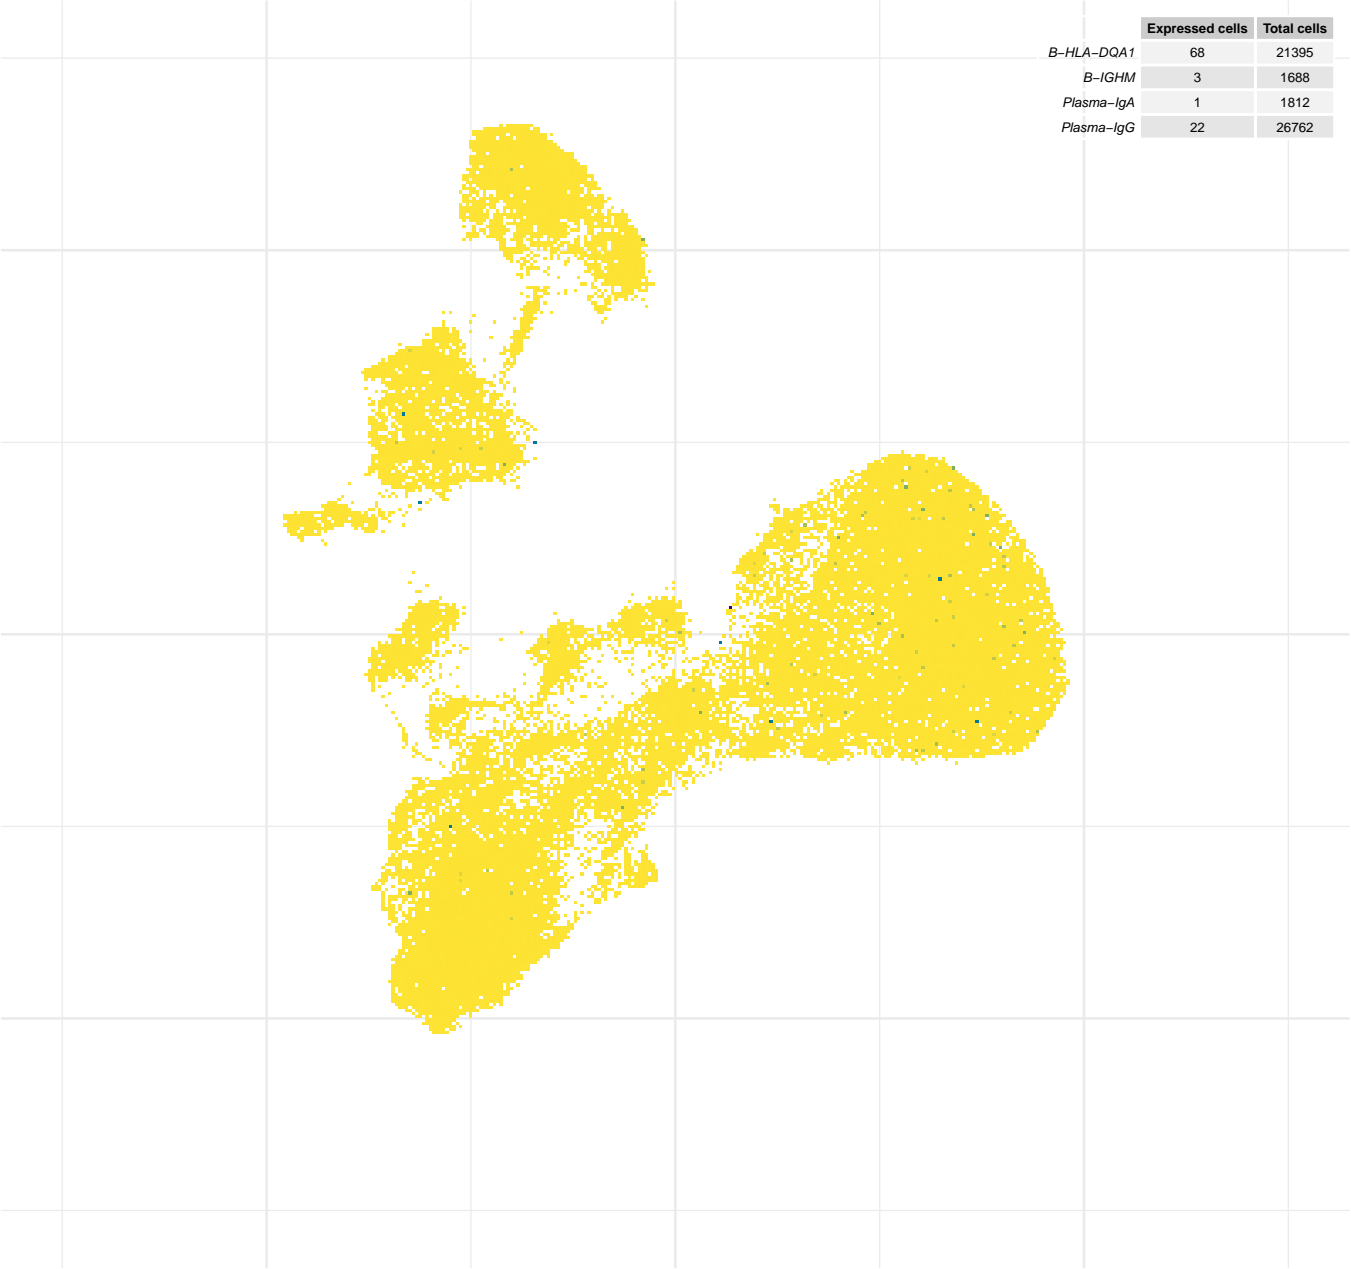 Expressed cells Total cells
B−HLA−DQA1 68 21395
B−IGHM 3 1688
Plasma−IgA 1 1812
Plasma−IgG 22 26762